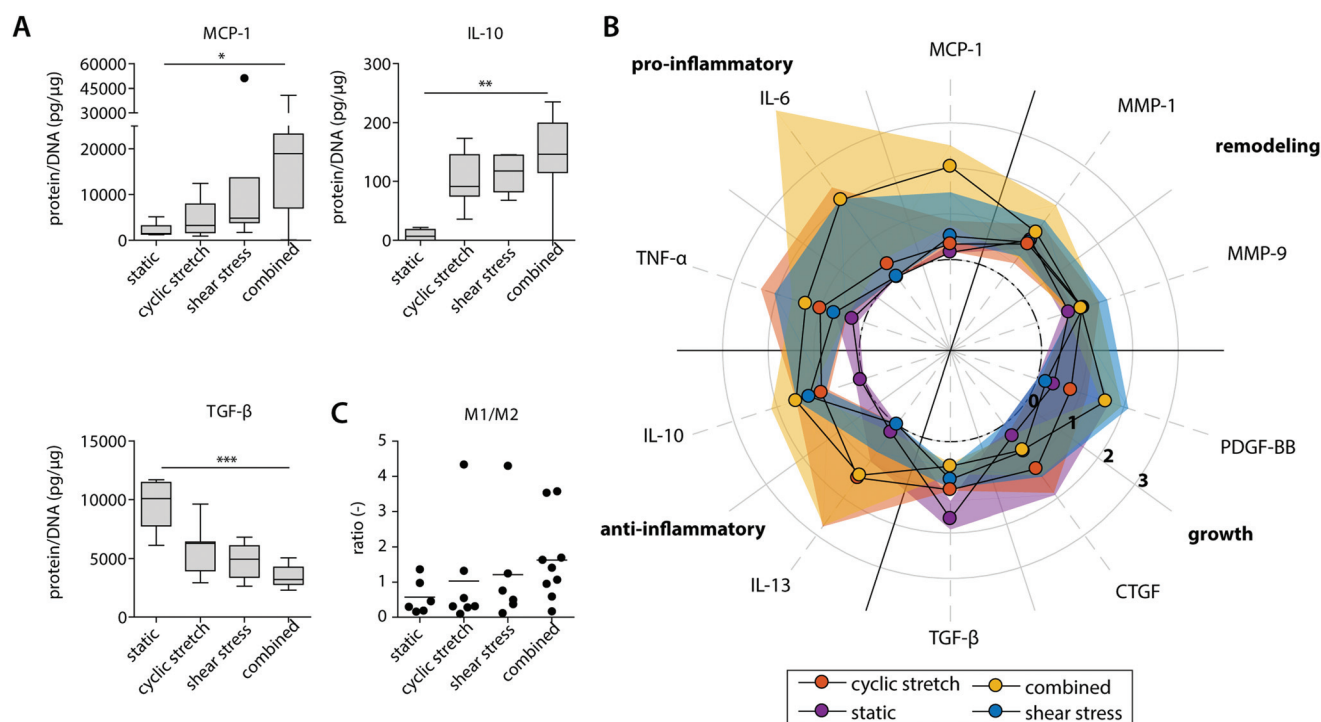 A
MCP-1
protein/DNA (pg/µg)
60000
45000
30000
20000
10000
0
static
cyclic stretch
shear stress
combined
*
IL-10
protein/DNA (pg/µg)
300
200
100
0
static
cyclic stretch
shear stress
combined
**
TGF-β
protein/DNA (pg/µg)
15000
10000
5000
0
static
cyclic stretch
shear stress
combined
***
C
M1/M2
ratio (-)
5
4
3
2
1
0
static
cyclic stretch
shear stress
combined
B
MCP-1
pro-inflammatory
IL-6
MMP-1
remodeling
TNF-α
MMP-9
0
1
2
3
IL-10
PDGF-BB
anti-inflammatory
growth
IL-13
CTGF
TGF-β
cyclic stretch
combined
static
shear stress